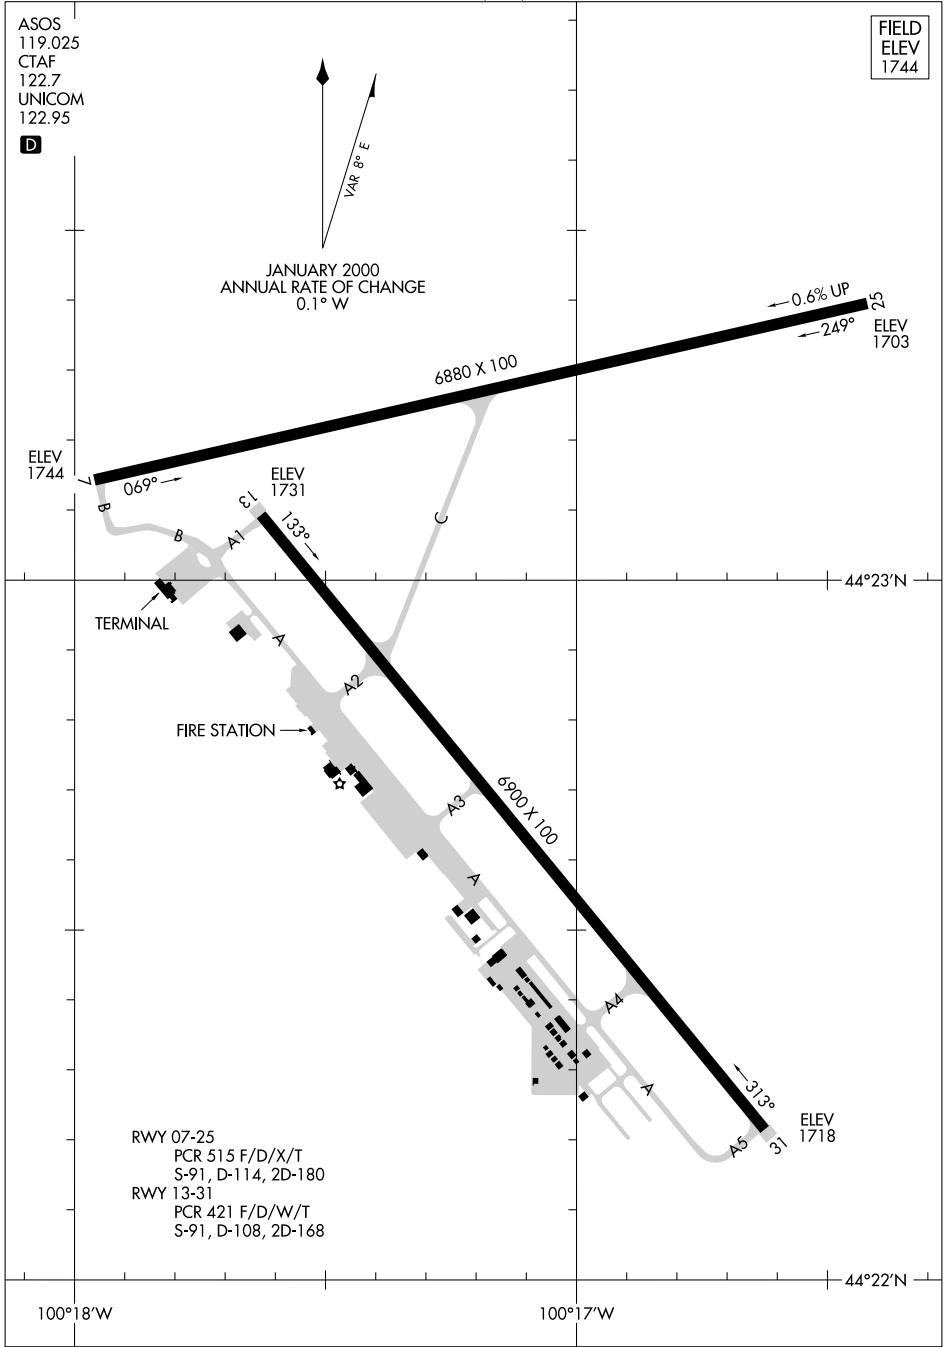 ASOS
119.025
CTAF
122.7
UNICOM
122.95
D
FIELD
ELEV
1744
VAR 8° E
JANUARY 2000
ANNUAL RATE OF CHANGE
0.1° W
0.6% UP
25
249°
ELEV
1703
6880 X 100
ELEV
1744
7
069°
ELEV
1731
13
133°
B
B
A1
C
44°23'N
TERMINAL
A
A2
FIRE STATION
A3
6900 X 100
A
A4
A
313°
ELEV
1718
31
A5
RWY 07-25
PCR 515 F/D/X/T
S-91, D-114, 2D-180
RWY 13-31
PCR 421 F/D/W/T
S-91, D-108, 2D-168
44°22'N
100°18'W
100°17'W